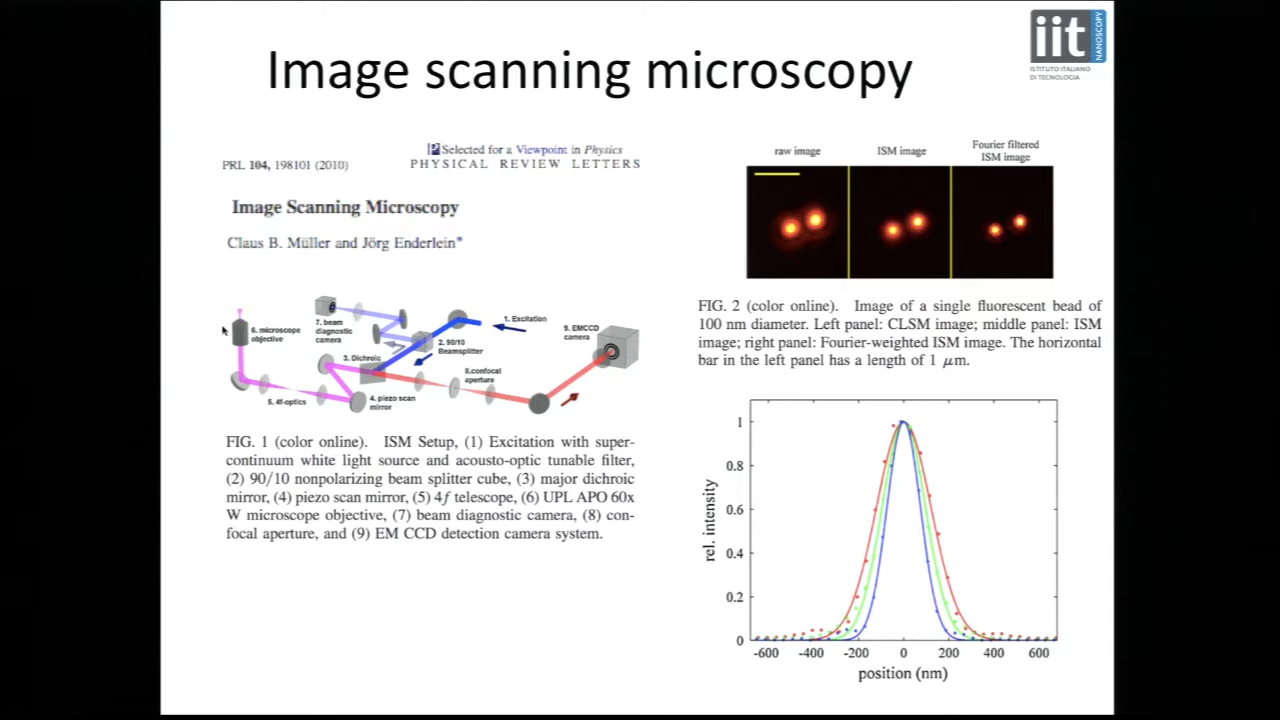 Image scanning microscopy
iit
NANOSCOPY
ISTITUTO ITALIANO
DI TECNOLOGIA
PRL 104, 198101 (2010)
Selected for a Viewpoint in Physics
PHYSICAL REVIEW LETTERS
Image Scanning Microscopy
Claus B. Müller and Jörg Enderlein*
6. microscope
objective
7. beam
diagnostic
camera
1. Excitation
2. 90/10
Beamsplitter
9. EMCCD
camera
3. Dichroic
8.confocal
aperture
5. 4f-optics
4. piezo scan
mirror
FIG. 1 (color online). ISM Setup, (1) Excitation with super-
continuum white light source and acousto-optic tunable filter,
(2) 90/10 nonpolarizing beam splitter cube, (3) major dichroic
mirror, (4) piezo scan mirror, (5) 4f telescope, (6) UPL APO 60x
W microscope objective, (7) beam diagnostic camera, (8) con-
focal aperture, and (9) EM CCD detection camera system.
raw image
ISM image
Fourier filtered
ISM image
FIG. 2 (color online). Image of a single fluorescent bead of
100 nm diameter. Left panel: CLSM image; middle panel: ISM
image; right panel: Fourier-weighted ISM image. The horizontal
bar in the left panel has a length of 1 μm.
rel. intensity
1
0.8
0.6
0.4
0.2
0
-600 -400 -200 0 200 400 600
position (nm)